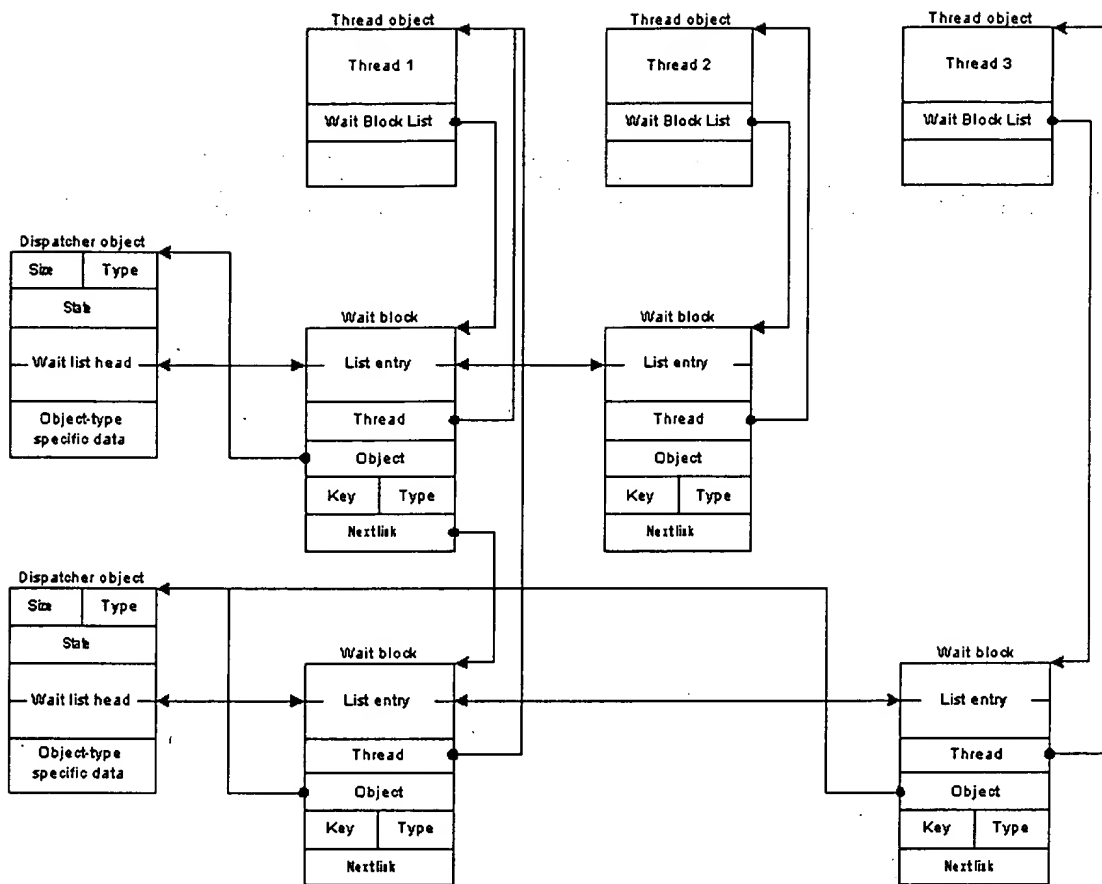 Thread object
Thread object
Thread object
Thread 1
Thread 2
Thread 3
Wait Block List
Wait Block List
Wait Block List
Dispatcher object
Size
Type
State
Wait list head
Object-type
specific data
Wait block
List entry
Thread
Object
Key
Type
Nextlisk
Wait block
List entry
Thread
Object
Key
Type
Nextlisk
Dispatcher object
Size
Type
State
Wait list head
Object-type
specific data
Wait block
List entry
Thread
Object
Key
Type
Nextlisk
Wait block
List entry
Thread
Object
Key
Type
Nextlisk